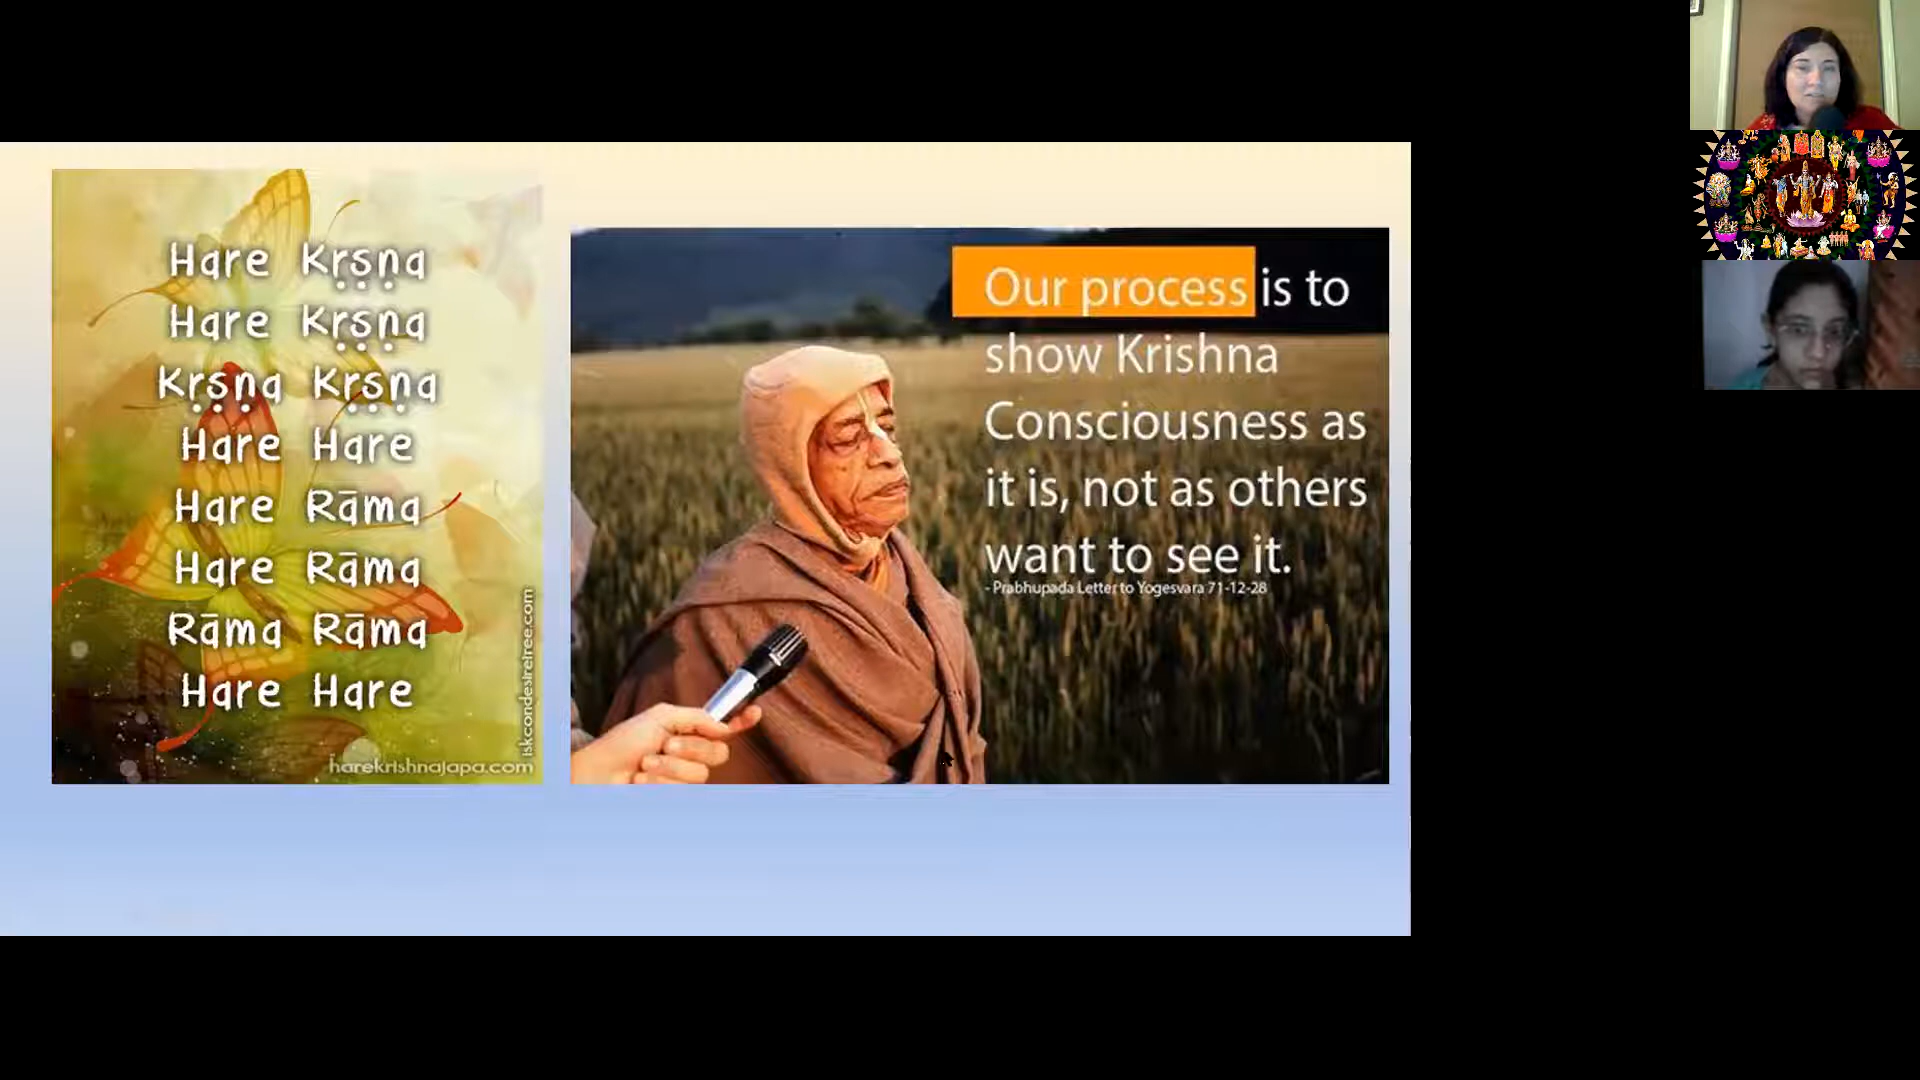 Hare Kṛṣṇa
Hare Kṛṣṇa
Kṛṣṇa Kṛṣṇa
Hare Hare
Hare Rāma
Hare Rāma
Rāma Rāma
Hare Hare
iskcondesiretree.com
harekrishnajapa.com
Our process is to
show Krishna
Consciousness as
it is, not as others
want to see it.
- Prabhupada Letter to Yogesvara 71-12-28